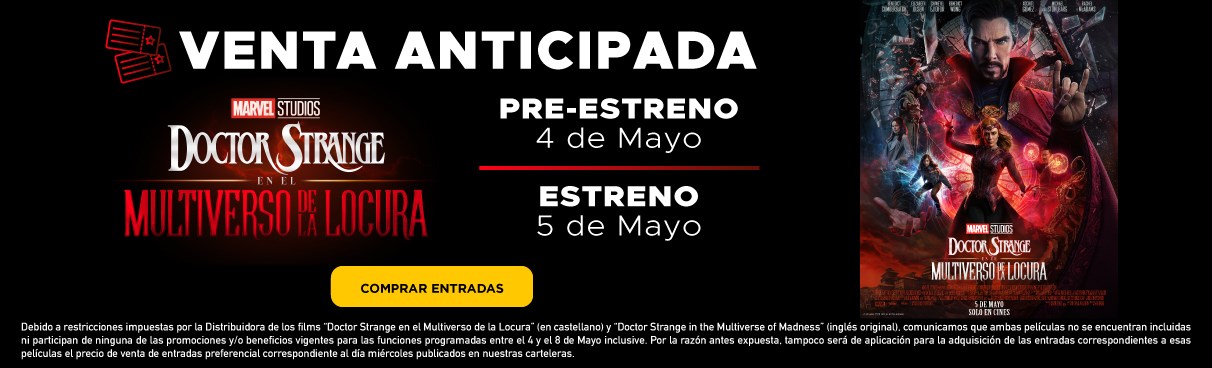 VENTA ANTICIPADA
MARVEL STUDIOS
DOCTOR STRANGE
EN EL
MULTIVERSO DE LA LOCURA
PRE-ESTRENO
4 de Mayo
ESTRENO
5 de Mayo
COMPRAR ENTRADAS
MARVEL STUDIOS
DOCTOR STRANGE
EN EL
MULTIVERSO DE LA LOCURA
5 DE MAYO
SOLO EN CINES
Debido a restricciones impuestas por la Distribuidora de los films "Doctor Strange en el Multiverso de la Locura" (en castellano) y "Doctor Strange in the Multiverse of Madness" (inglés original), comunicamos que ambas películas no se encuentran incluidas
ni participan de ninguna de las promociones y/o beneficios vigentes para las funciones programadas entre el 4 y el 8 de Mayo inclusive. Por la razón antes expuesta, tampoco será de aplicación para la adquisición de las entradas correspondientes a esas
películas el precio de venta de entradas preferencial correspondiente al día miércoles publicados en nuestras carteleras.